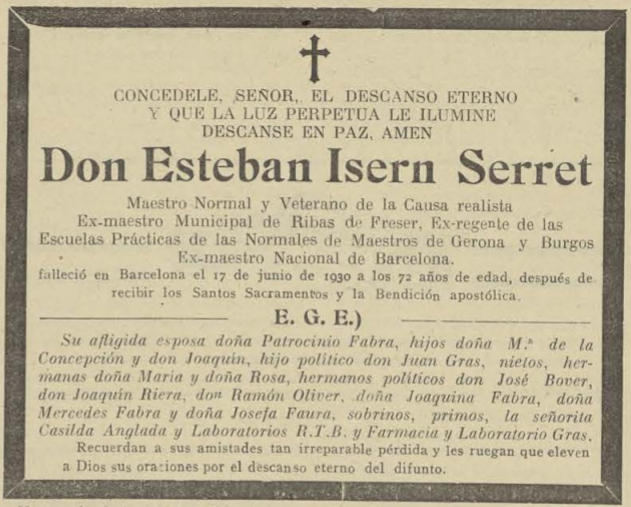 CONCEDELE, SEÑOR, EL DESCANSO ETERNO
Y QUE LA LUZ PERPETUA LE ILUMINE
DESCANSE EN PAZ, AMEN
Don Esteban Isern Serret
Maestro Normal y Veterano de la Causa realista
Ex-maestro Municipal de Ribas de Freser, Ex-regente de las
Escuelas Prácticas de las Normales de Maestros de Gerona y Burgos
Ex-maestro Nacional de Barcelona.
falleció en Barcelona el 17 de junio de 1930 a los 72 años de edad, después de
recibir los Santos Sacramentos y la Bendición apostólica.
E. G. E.)
Su afligida esposa doña Patrocinio Fabra, hijos doña M.ª de la
Concepción y don Joaquín, hijo político don Juan Gras, nietos, her-
manas doña María y doña Rosa, hermanos políticos don José Bover,
don Joaquín Riera, don Ramón Oliver, doña Joaquina Fabra, doña
Mercedes Fabra y doña Josefa Faura, sobrinos, primos, la señorita
Casilda Anglada y Laboratorios R.T.B. y Farmacia y Laboratorio Gras.
Recuerdan a sus amistades tan irreparable pérdida y les ruegan que eleven
a Dios sus oraciones por el descanso eterno del difunto.